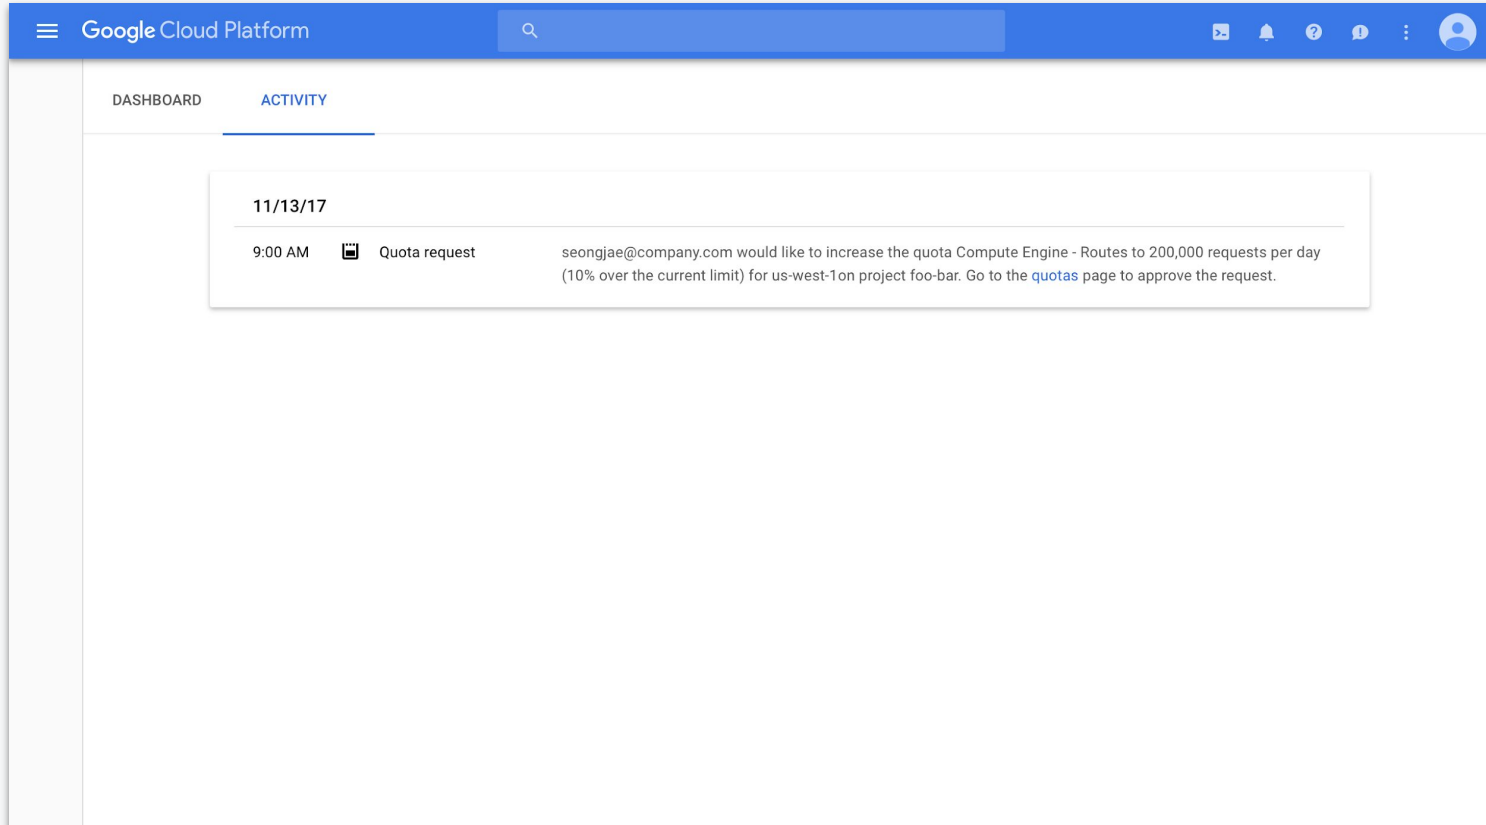 Google Cloud Platform
DASHBOARD
ACTIVITY
11/13/17
9:00 AM
Quota request
seongjae@company.com would like to increase the quota Compute Engine - Routes to 200,000 requests per day
(10% over the current limit) for us-west-1on project foo-bar. Go to the quotas page to approve the request.